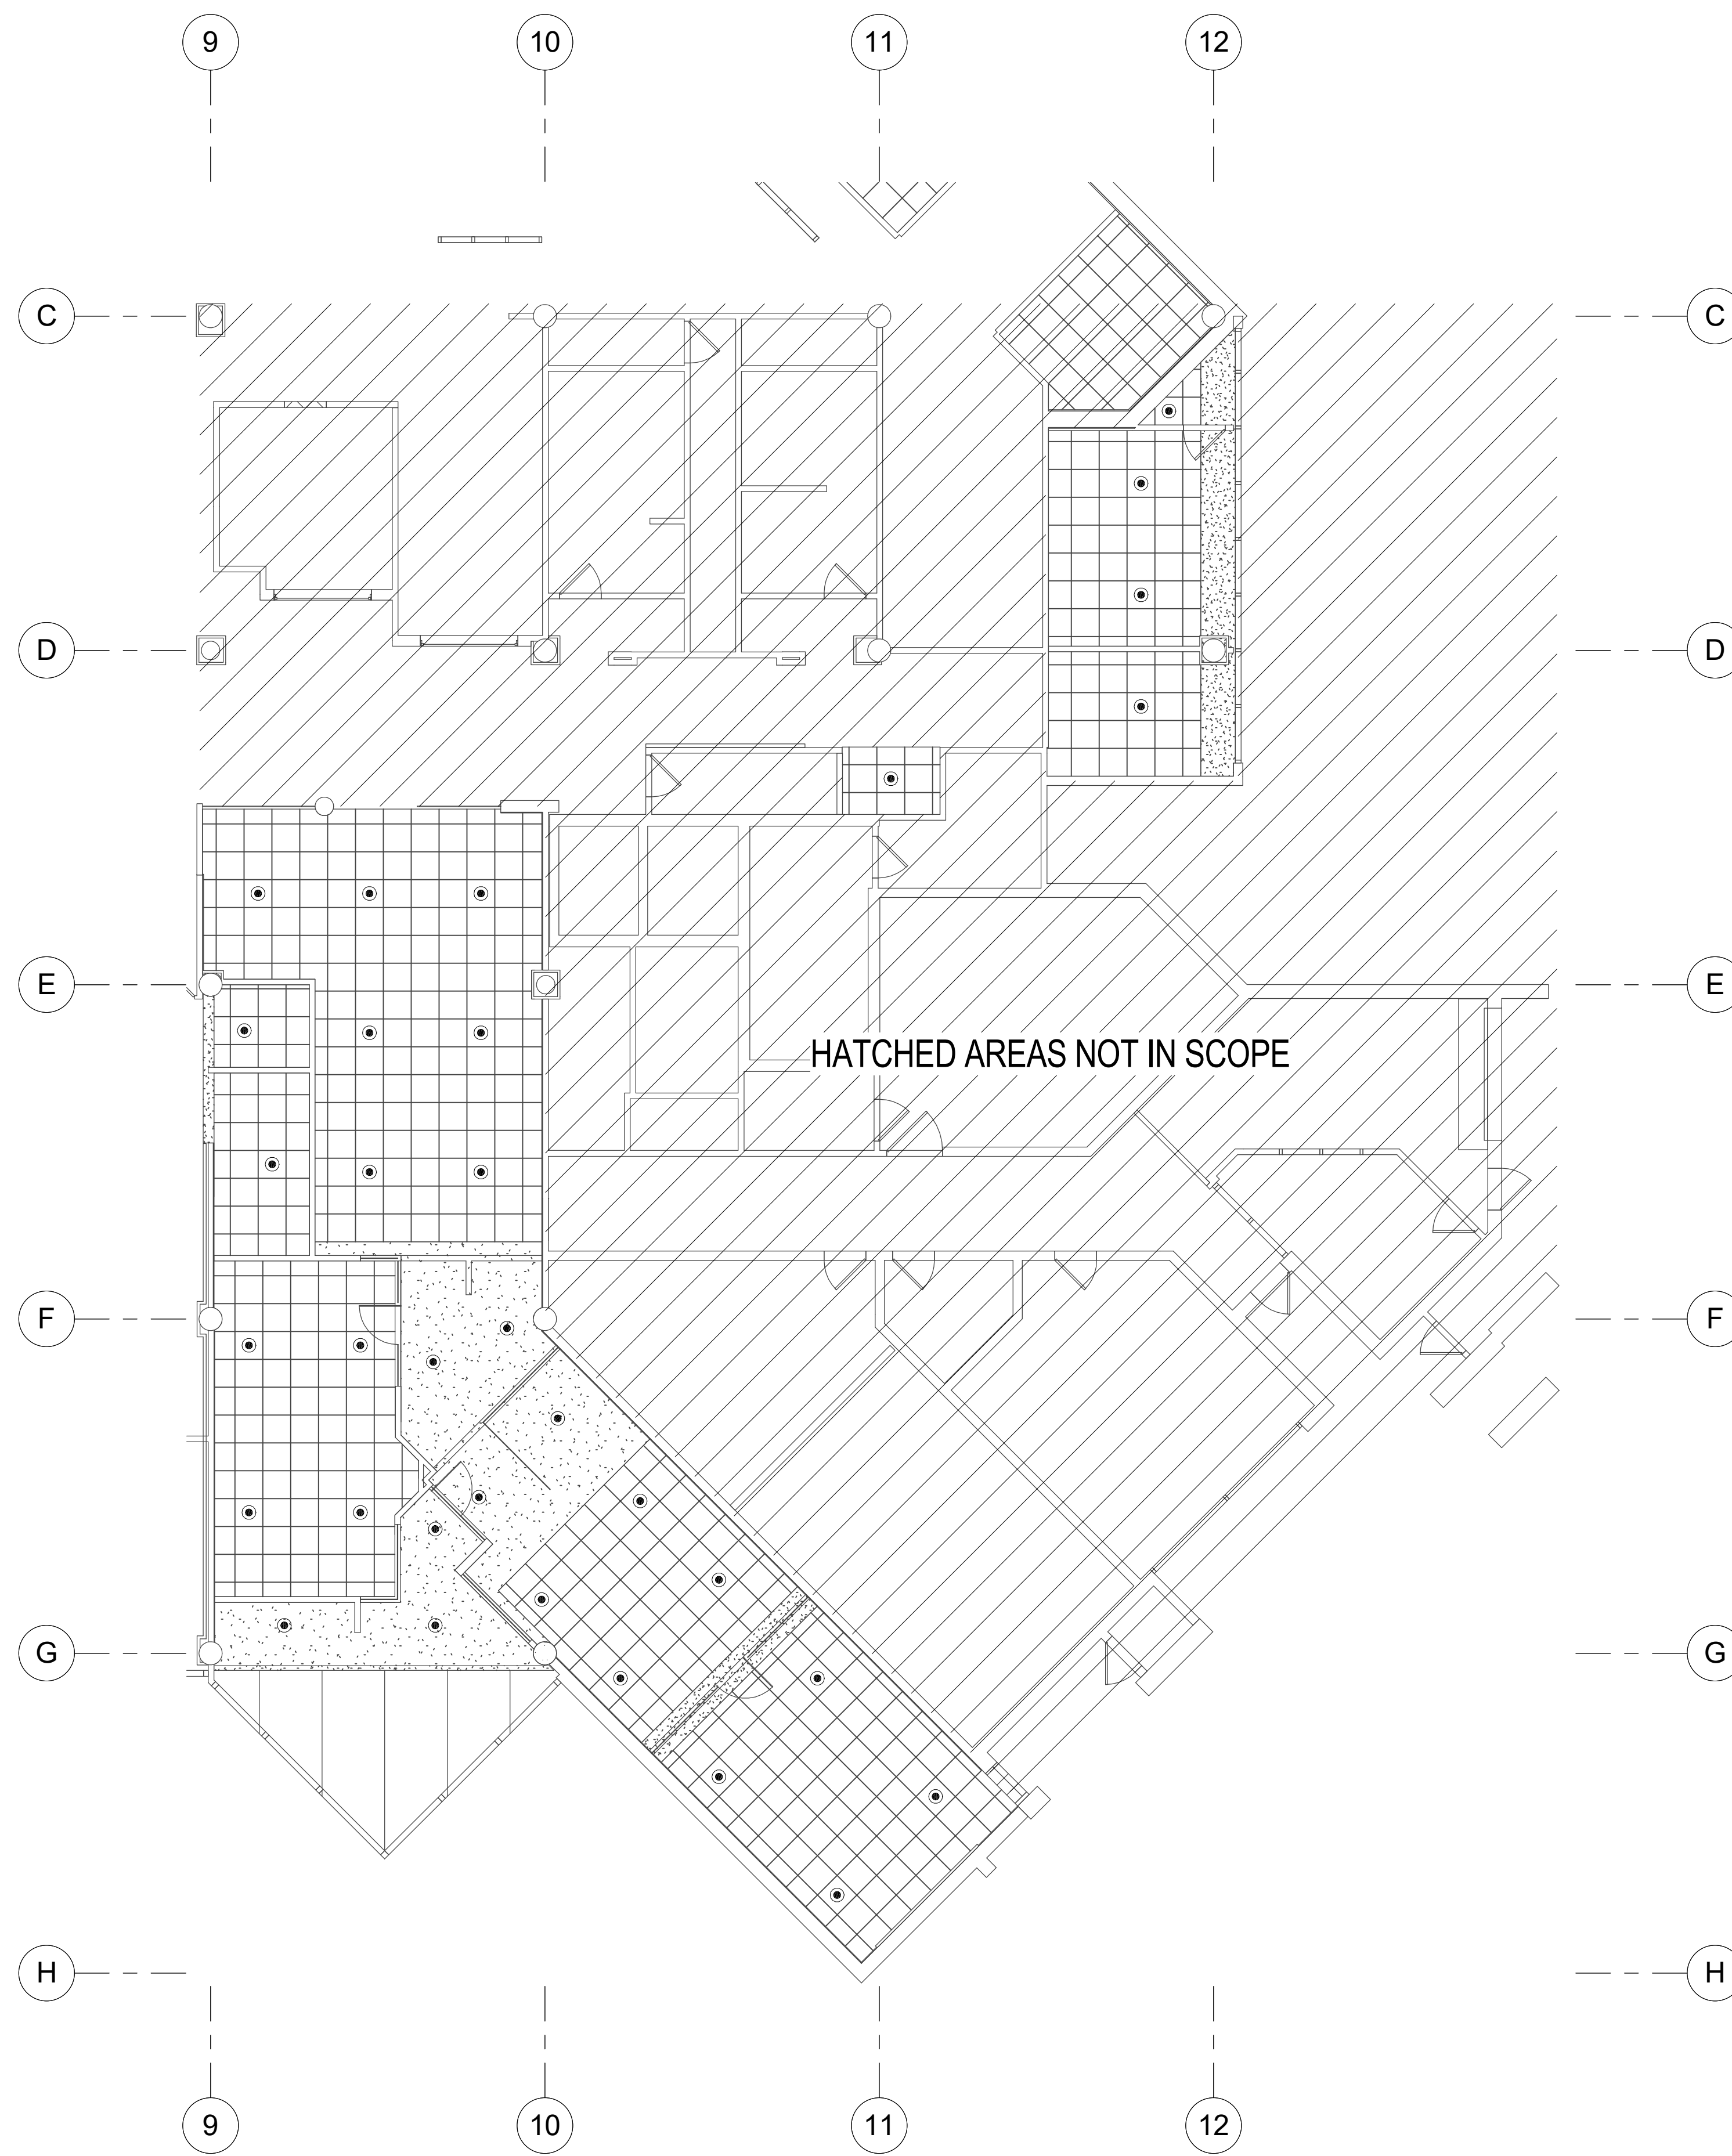 9 10 11 12
C C
D D
E E
HATCHED AREAS NOT IN SCOPE
F F
G G
H H
9 10 11 12